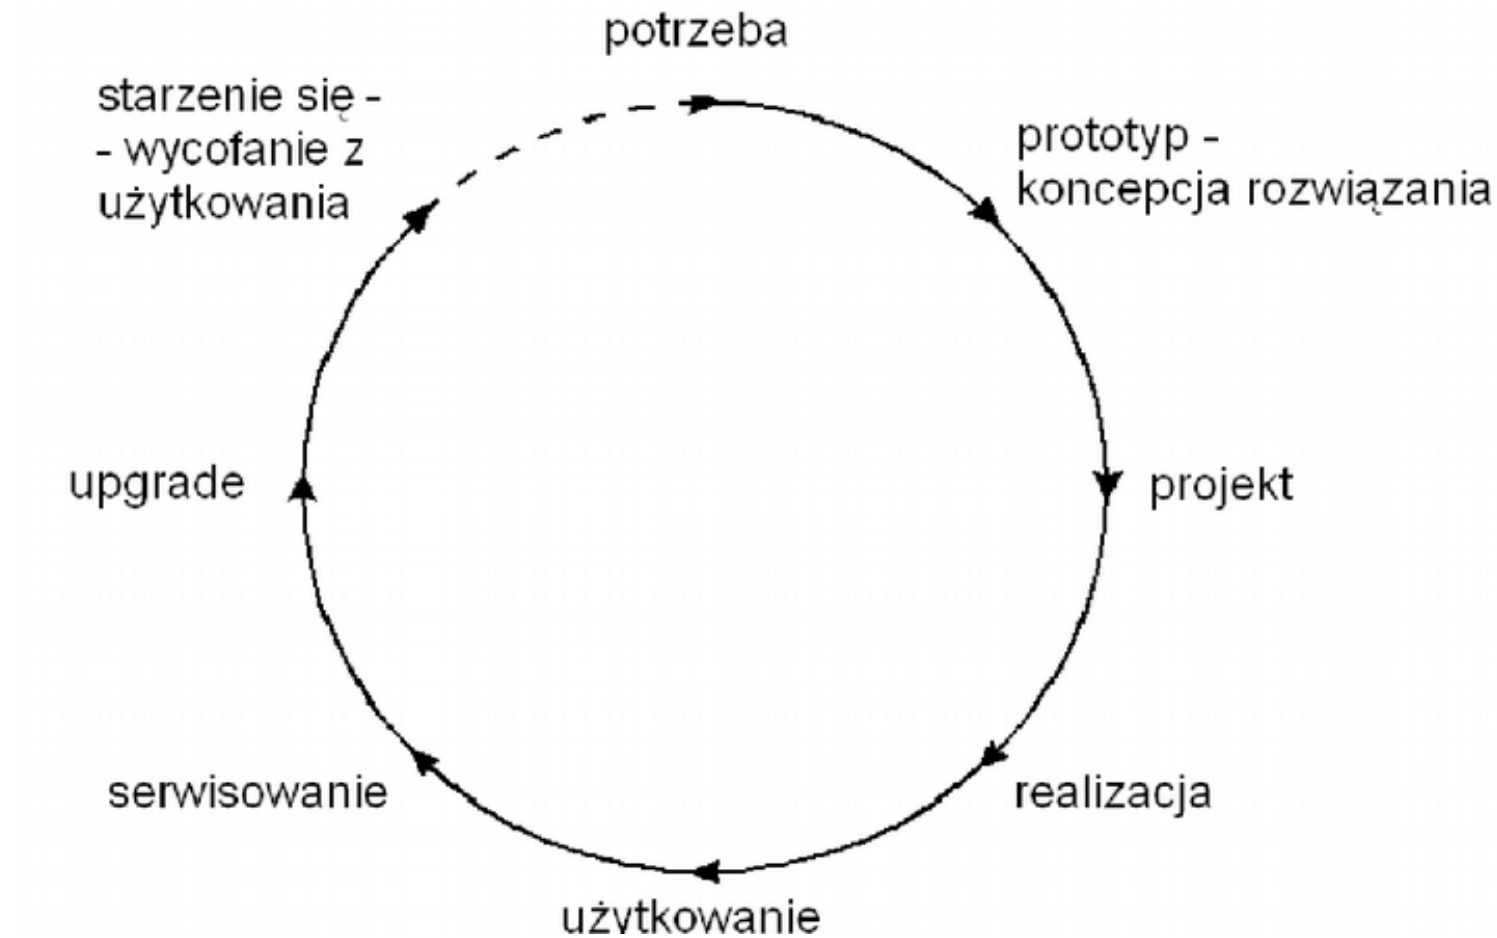 potrzeba
starzenie się -
- wycofanie z
użytkowania
prototyp -
koncepcja rozwiązania
upgrade
projekt
serwisowanie
realizacja
użytkowanie